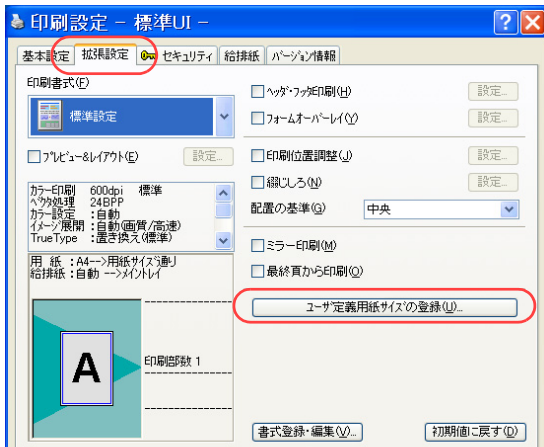 印刷設定 - 標準UI -
基本設定 拡張設定 セキュリティ 給排紙 バージョン情報
印刷書式(F)
標準設定
プレビュー&レイアウト(E) 設定...
カラー印刷 600dpi 標準
ベクタ処理 24BPP
カラー設定 :自動
イメージ展開 :自動(画質/高速)
TrueType :置き換え(標準)
用 紙 :A4-->用紙サイズ通り
給排紙 :自動 -->メイントレイ
A
印刷部数 1
ヘッダ・フッタ印刷(H) 設定...
フォームオーバーレイ(Y) 設定...
印刷位置調整(J) 設定...
綴じしろ(N) 設定...
配置の基準(G) 中央
ミラー印刷(M)
最終頁から印刷(O)
ユーザ定義用紙サイズの登録(U)...
書式登録・編集(V)... 初期値に戻す(D)